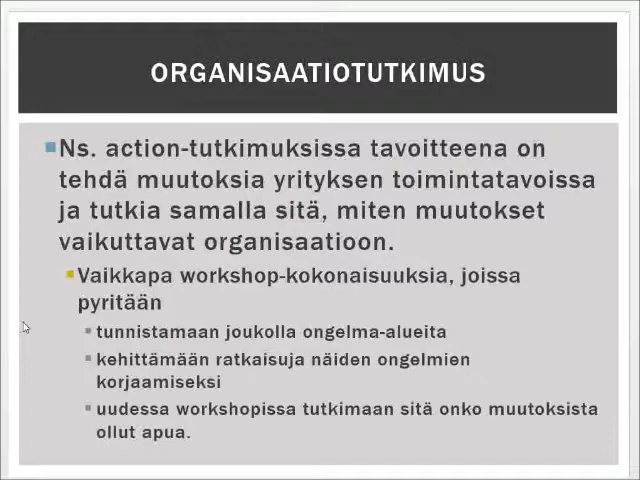 ORGANISAATIOTUTKIMUS
Ns. action-tutkimuksissa tavoitteena on
tehdä muutoksia yrityksen toimintatavoissa
ja tutkia samalla sitä, miten muutokset
vaikuttavat organisaatioon.
Vaikkapa workshop-kokonaisuuksia, joissa
pyritään
tunnistamaan joukolla ongelma-alueita
kehittämään ratkaisuja näiden ongelmien
korjaamiseksi
uudessa workshopissa tutkimaan sitä onko muutoksista
ollut apua.